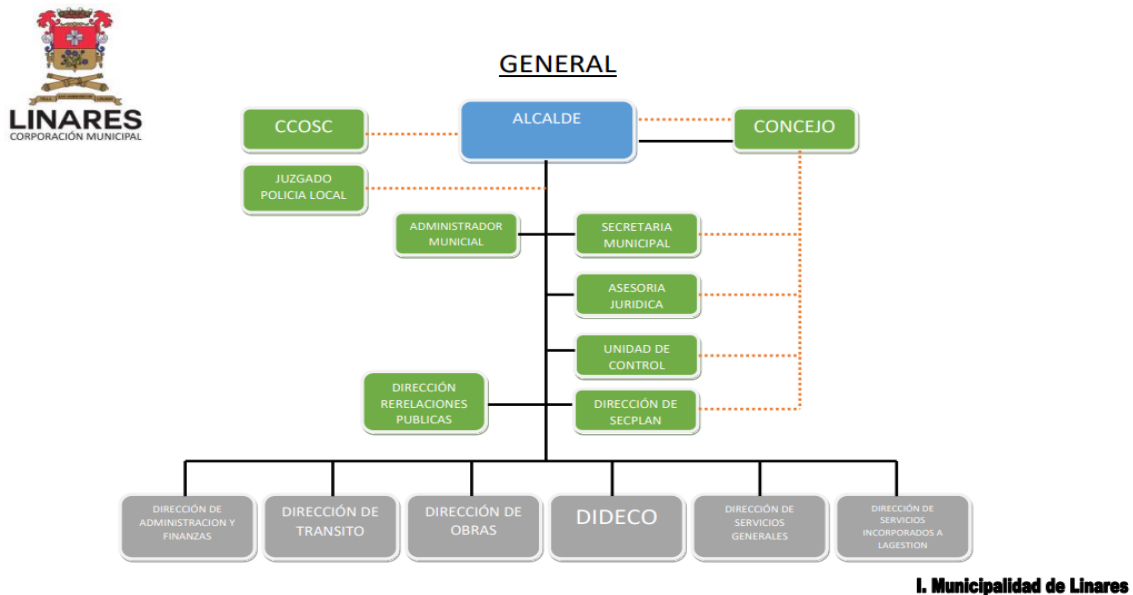 LINARES
CORPORACIÓN MUNICIPAL
GENERAL
CCOSC
ALCALDE
CONCEJO
JUZGADO
POLICIA LOCAL
ADMINISTRADOR
MUNICIAL
SECRETARIA
MUNICIPAL
ASESORIA
JURIDICA
UNIDAD DE
CONTROL
DIRECCIÓN
RERELACIONES
PUBLICAS
DIRECCIÓN DE
SECPLAN
DIRECCIÓN DE
ADMINISTRACION Y
FINANZAS
DIRECCIÓN DE
TRANSITO
DIRECCIÓN DE
OBRAS
DIDECO
DIRECCIÓN DE
SERVICIOS
GENERALES
DIRECCIÓN DE
SERVICIOS
INCORPORADOS A
LAGESTION
I. Municipalidad de Linares